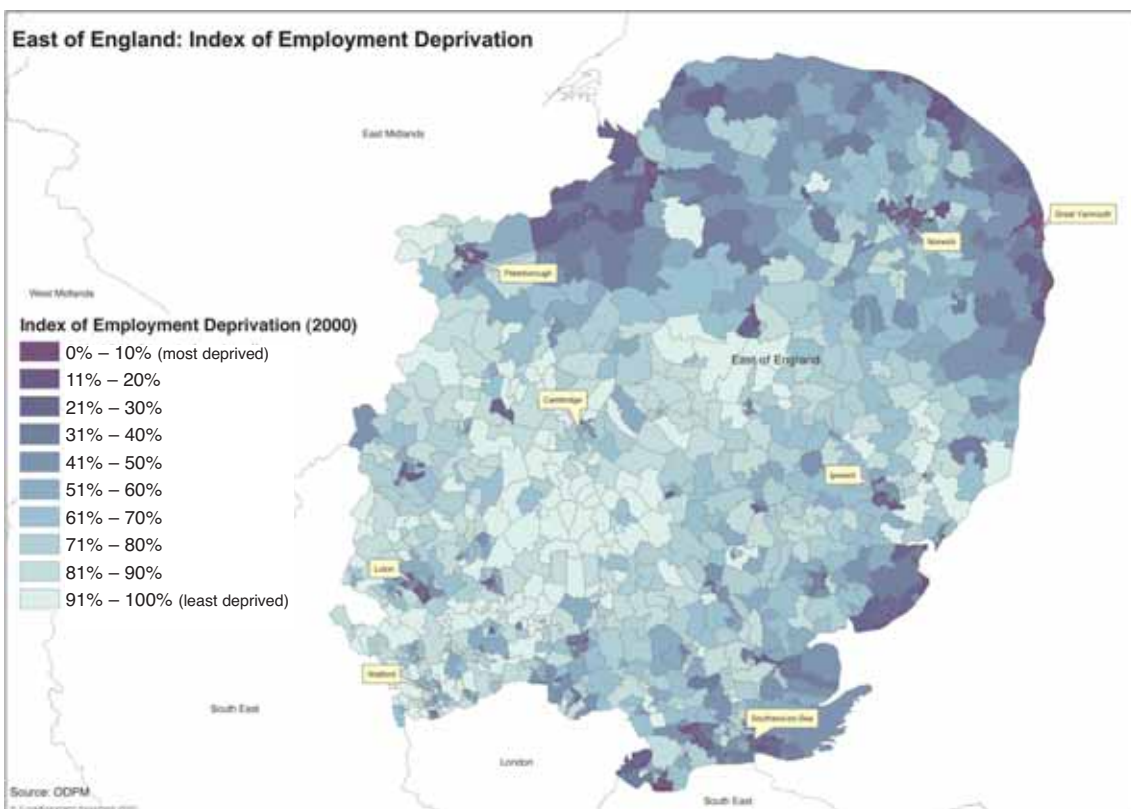 East of England: Index of Employment Deprivation
East Midlands
Great Yarmouth
Norwich
Peterborough
West Midlands
Index of Employment Deprivation (2000)
0% – 10% (most deprived)
11% – 20%
21% – 30%
31% – 40%
41% – 50%
51% – 60%
61% – 70%
71% – 80%
81% – 90%
91% – 100% (least deprived)
East of England
Cambridge
Ipswich
Luton
Watford
South East
Southend-on-Sea
London
South East
Source: ODPM